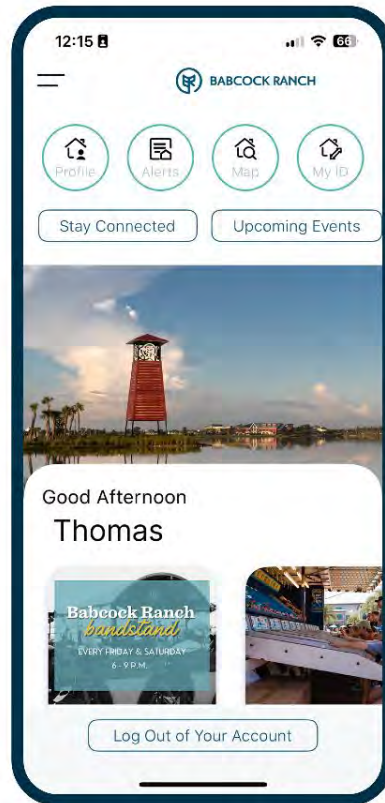 12:15
66
BABCOCK RANCH
Profile
Alerts
Map
My ID
Stay Connected
Upcoming Events
Good Afternoon
Thomas
Babcock Ranch
bandstand
EVERY FRIDAY & SATURDAY
6 - 9 P.M.
Log Out of Your Account